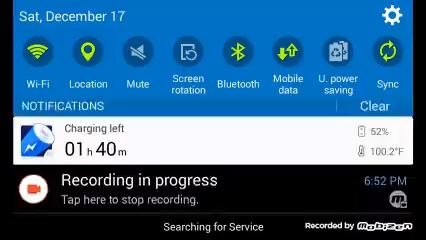 Sat, December 17
Wi-Fi
Location
Mute
Screen rotation
Bluetooth
Mobile data
U. power saving
Sync
NOTIFICATIONS
Clear
Charging left
01 h 40 m
52%
100.2°F
Recording in progress
6:52 PM
Tap here to stop recording.
Searching for Service
Recorded by Mobizen